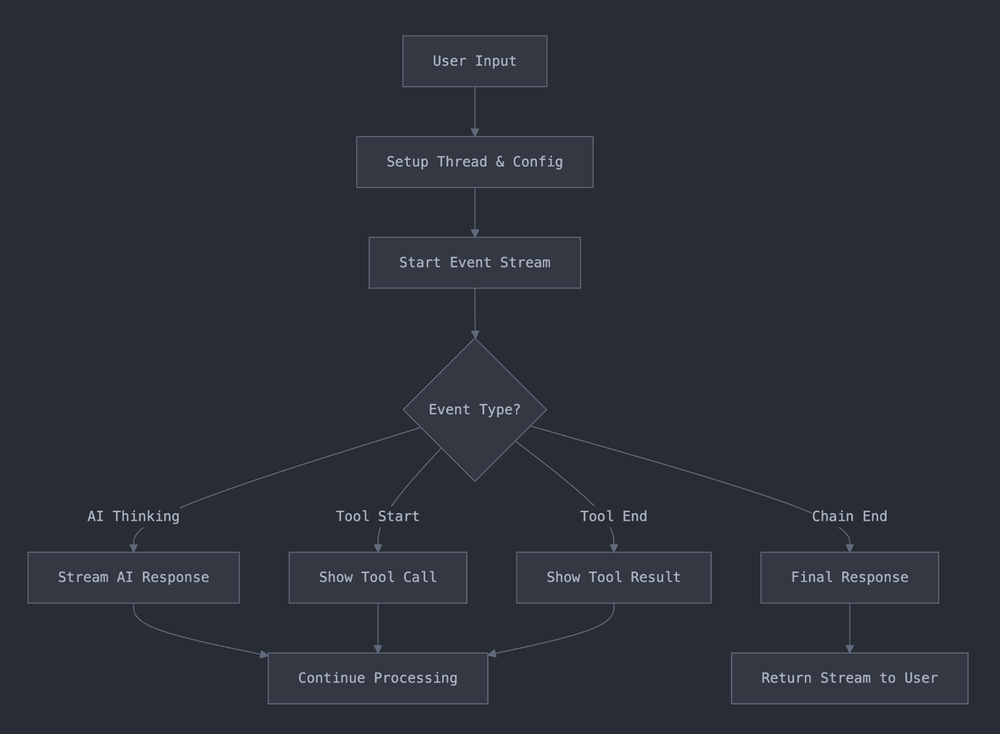 User Input
Setup Thread & Config
Start Event Stream
Event Type?
AI Thinking
Tool Start
Tool End
Chain End
Stream AI Response
Show Tool Call
Show Tool Result
Final Response
Continue Processing
Return Stream to User